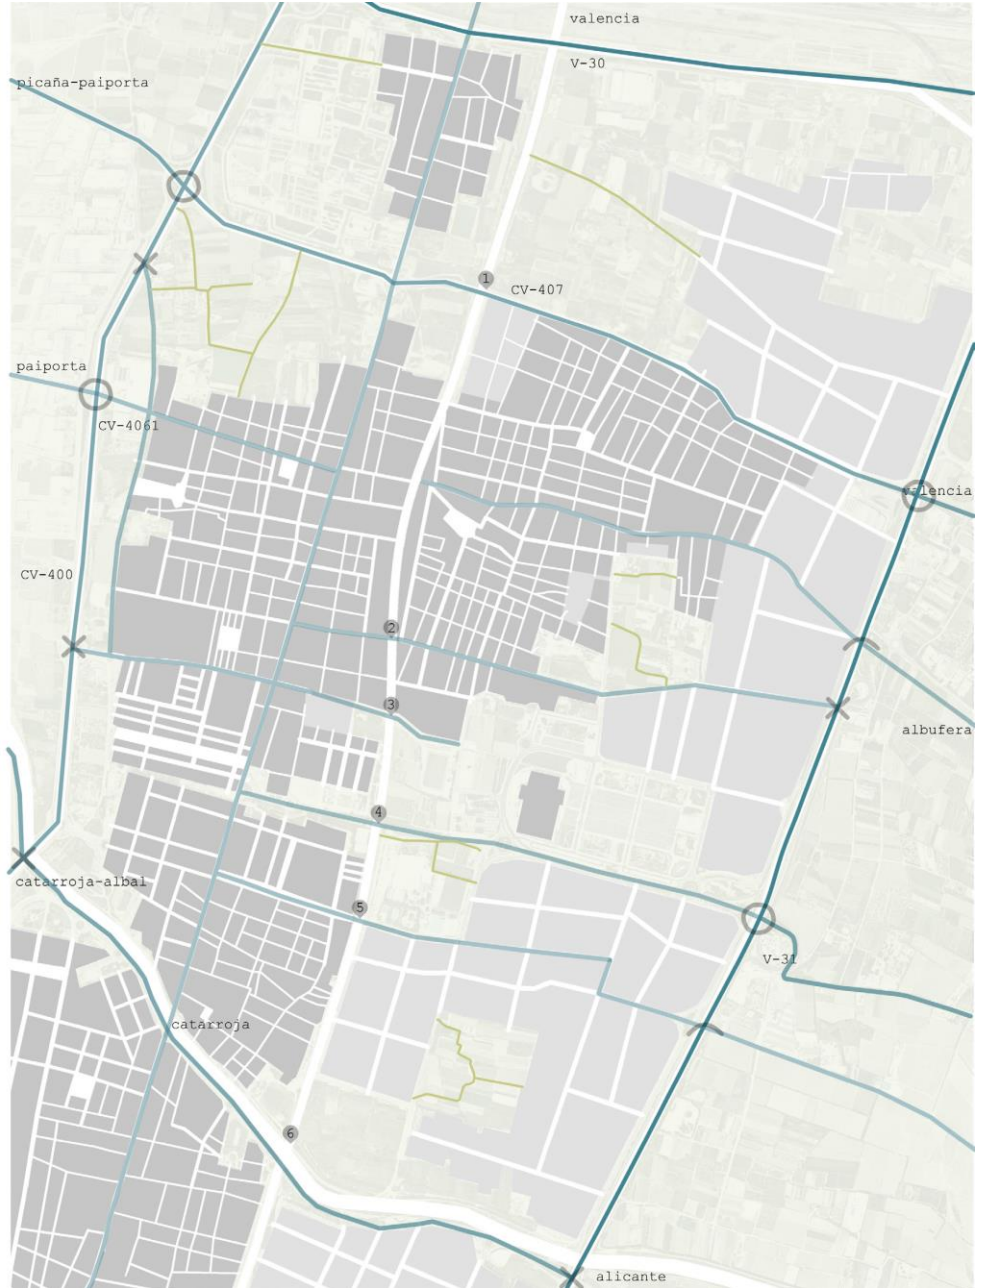 valencia
V-30
picaña-paiporta
1
CV-407
paiporta
CV-4061
valencia
CV-400
2
3
albufera
4
catarroja-albal
5
V-31
catarroja
6
alicante